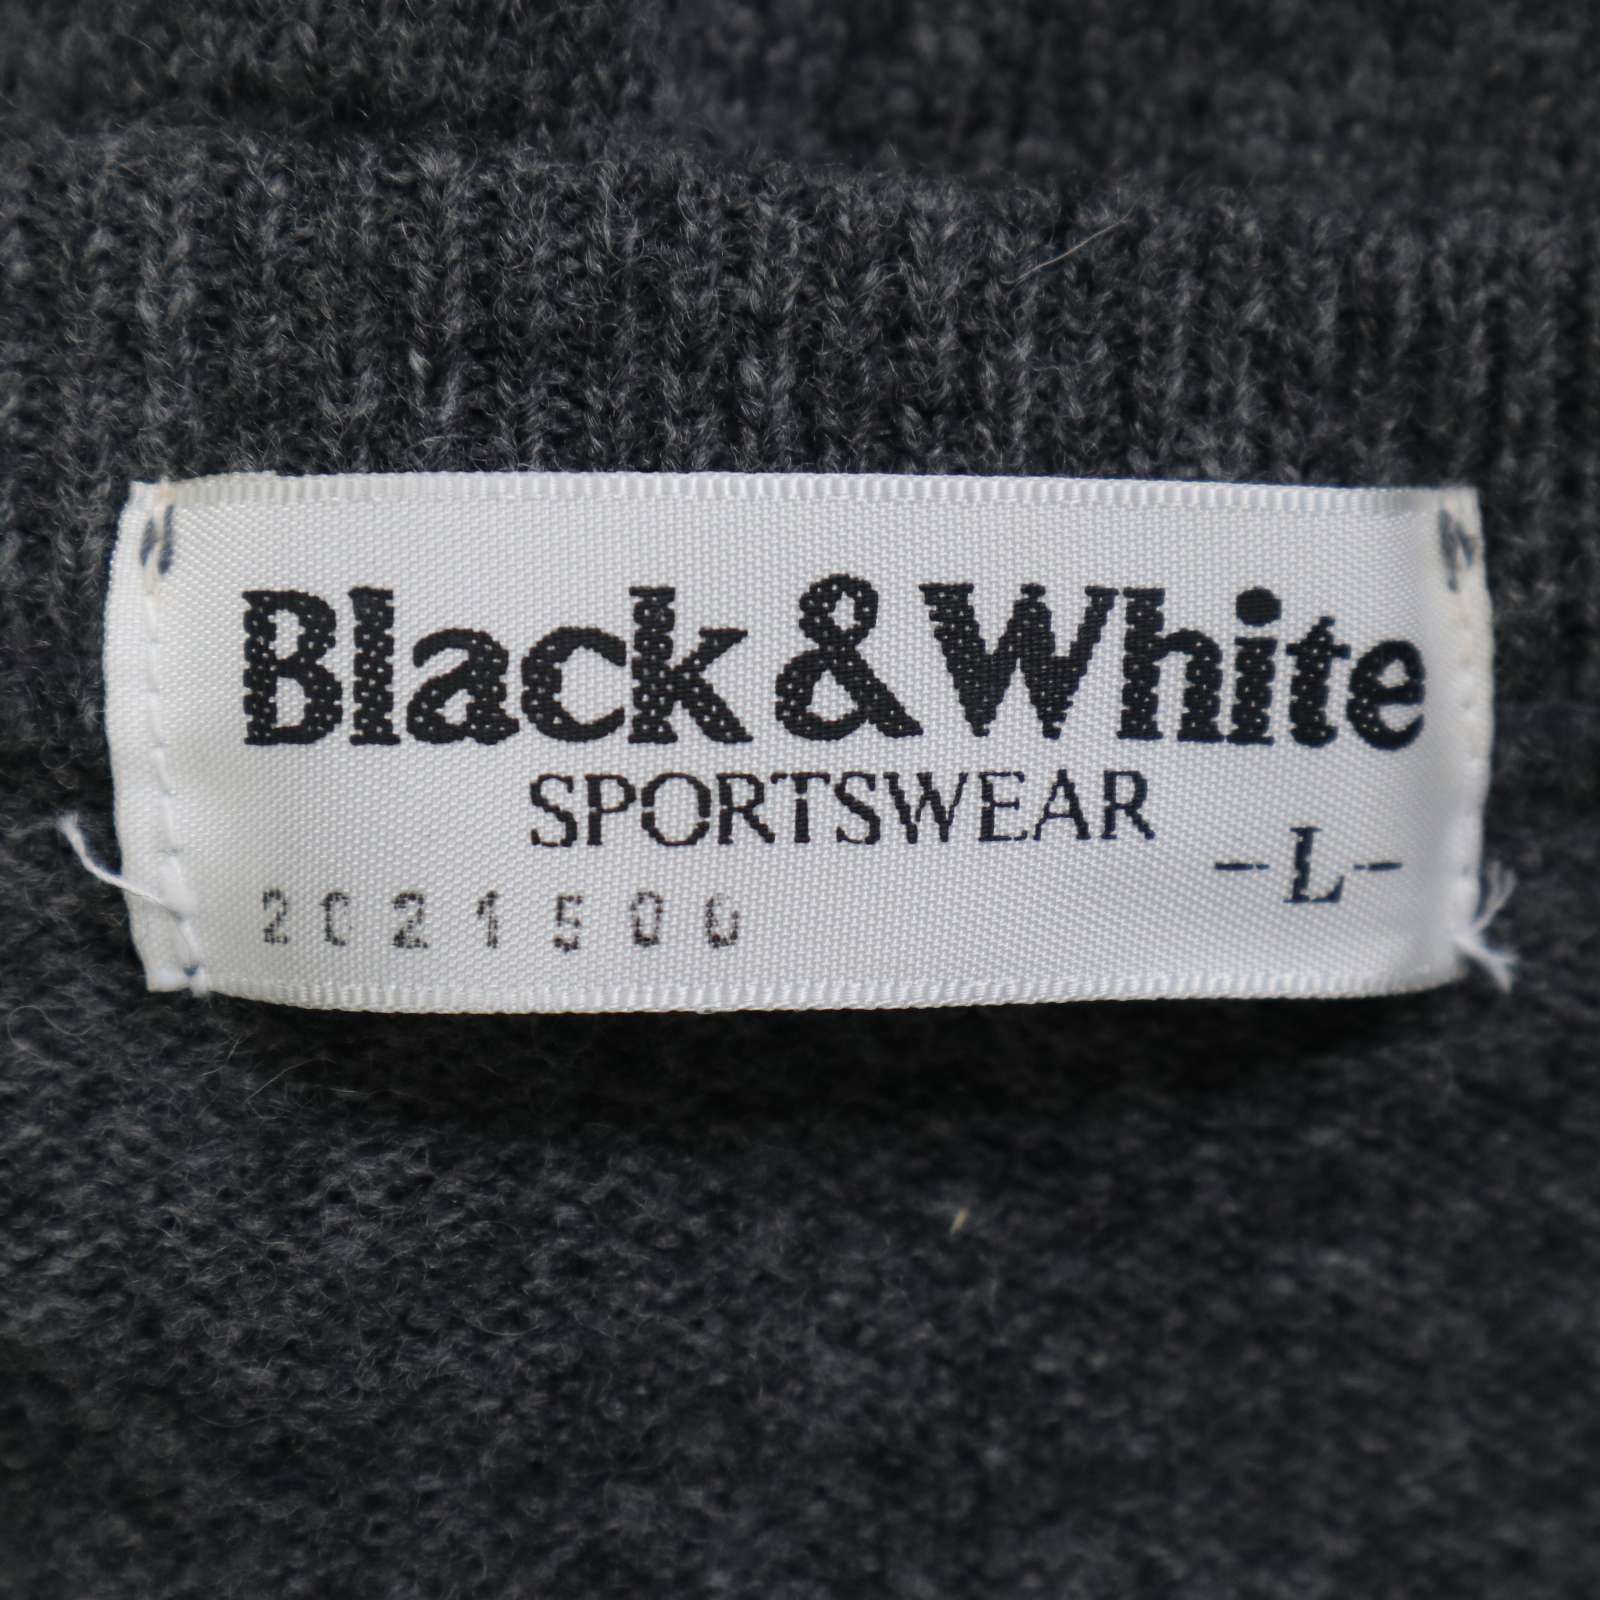 Black & White
SPORTSWEAR
-L-
2021500